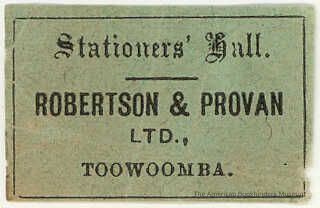 Stationers' Hall.
ROBERTSON & PROVAN
LTD.,
TOOWOOMBA.
The American Bookbinders Museum